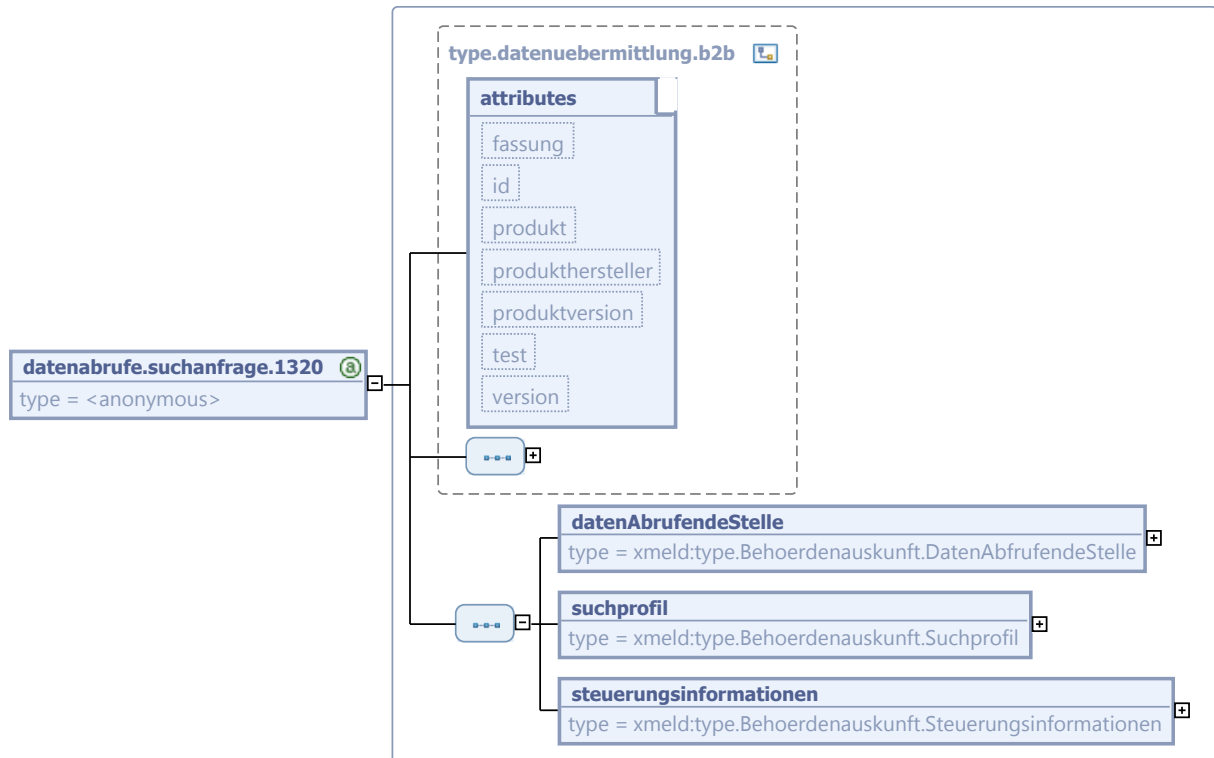 type.datenuebermittlung.b2b
attributes
fassung
id
produkt
produkthersteller
produktversion
test
version
datenabrufe.suchanfrage.1320 a
type = <anonymous>
datenAbrufendeStelle
type = xmeld:type.Behoerdenauskunft.DatenAbfrufendeStelle
suchprofil
type = xmeld:type.Behoerdenauskunft.Suchprofil
steuerungsinformationen
type = xmeld:type.Behoerdenauskunft.Steuerungsinformationen